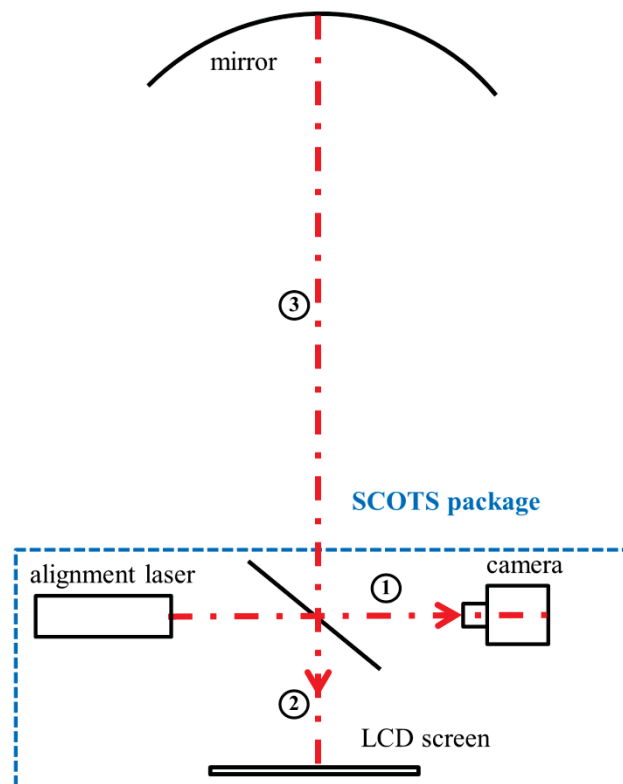 mirror
3
SCOTS package
alignment laser
1
camera
2
LCD screen